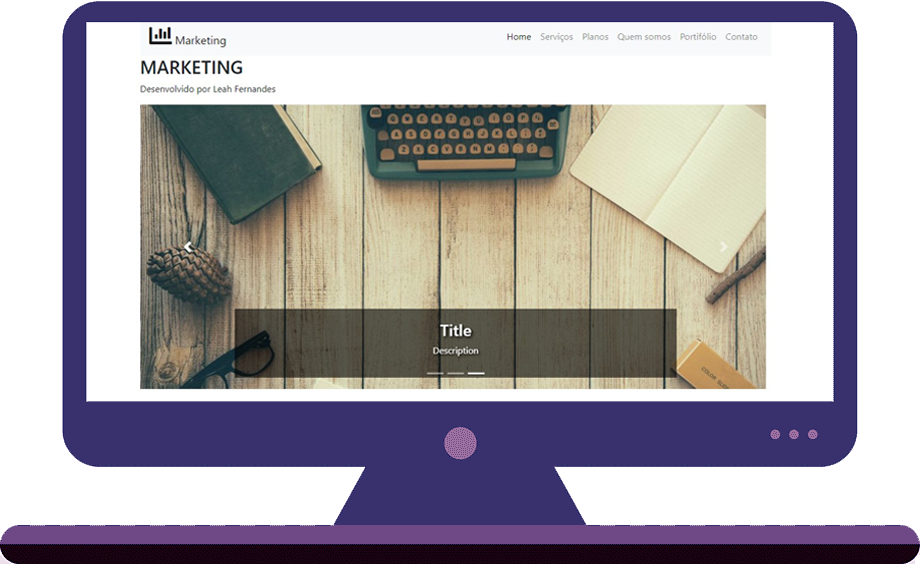 Marketing
Home Serviços Planos Quem somos Portifólio Contato
MARKETING
Desenvolvido por Leah Fernandes
Title
Description